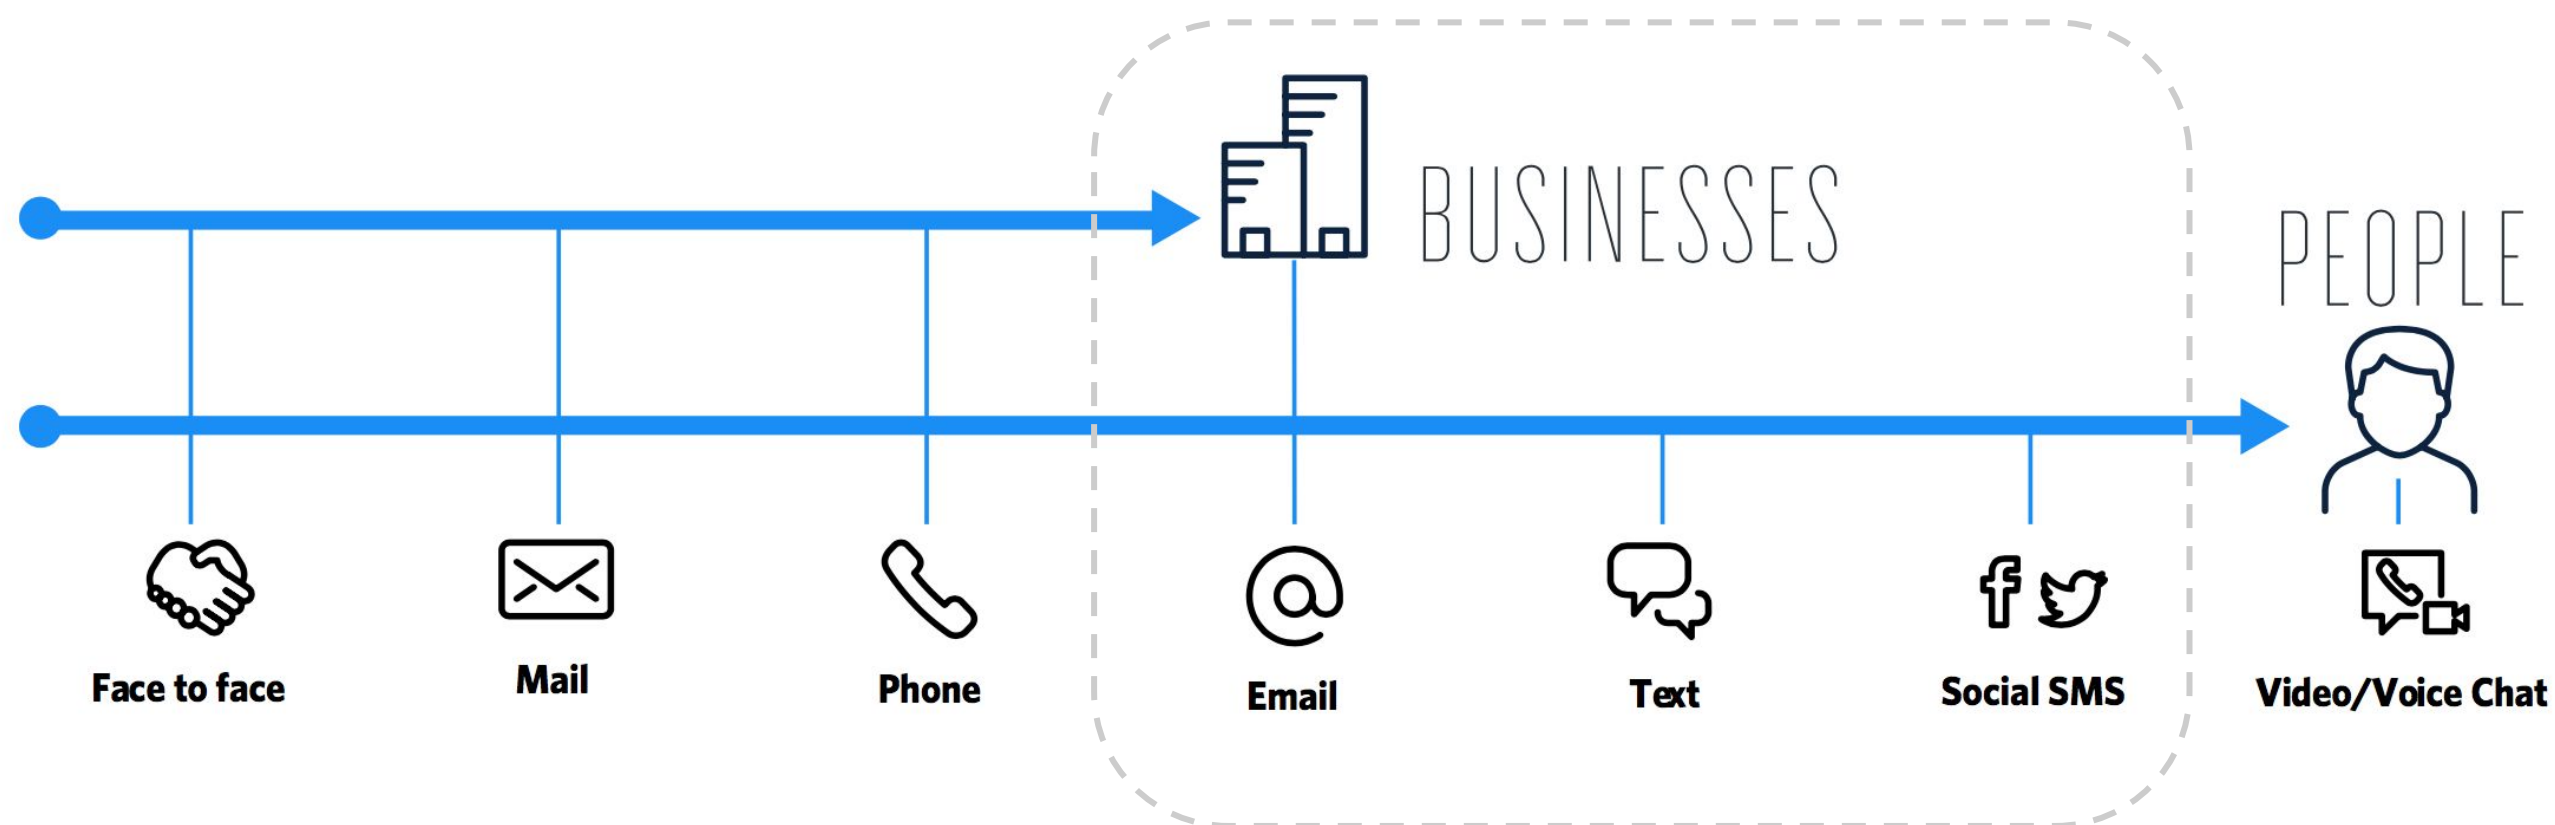 BUSINESSES
PEOPLE
Face to face
Mail
Phone
Email
Text
Social SMS
Video/Voice Chat